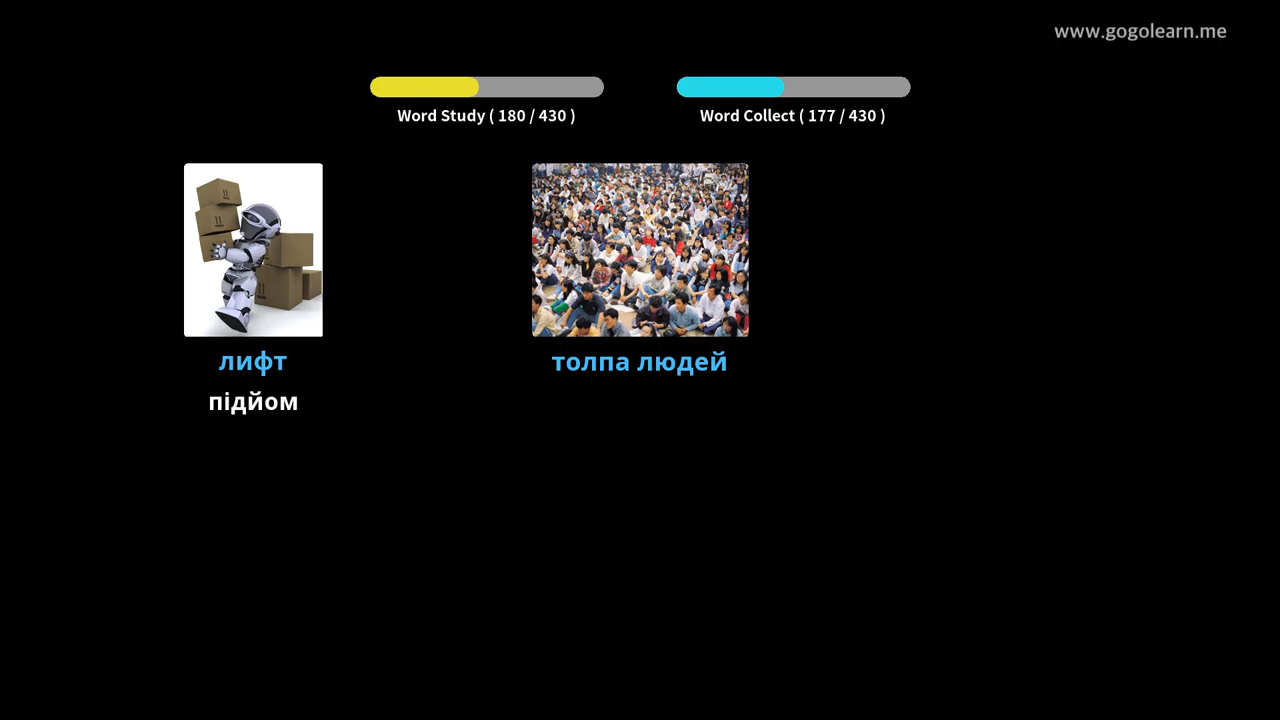 www.gogolearn.me
Word Study ( 180 / 430 )
Word Collect ( 177 / 430 )
лифт
підйом
толпа людей